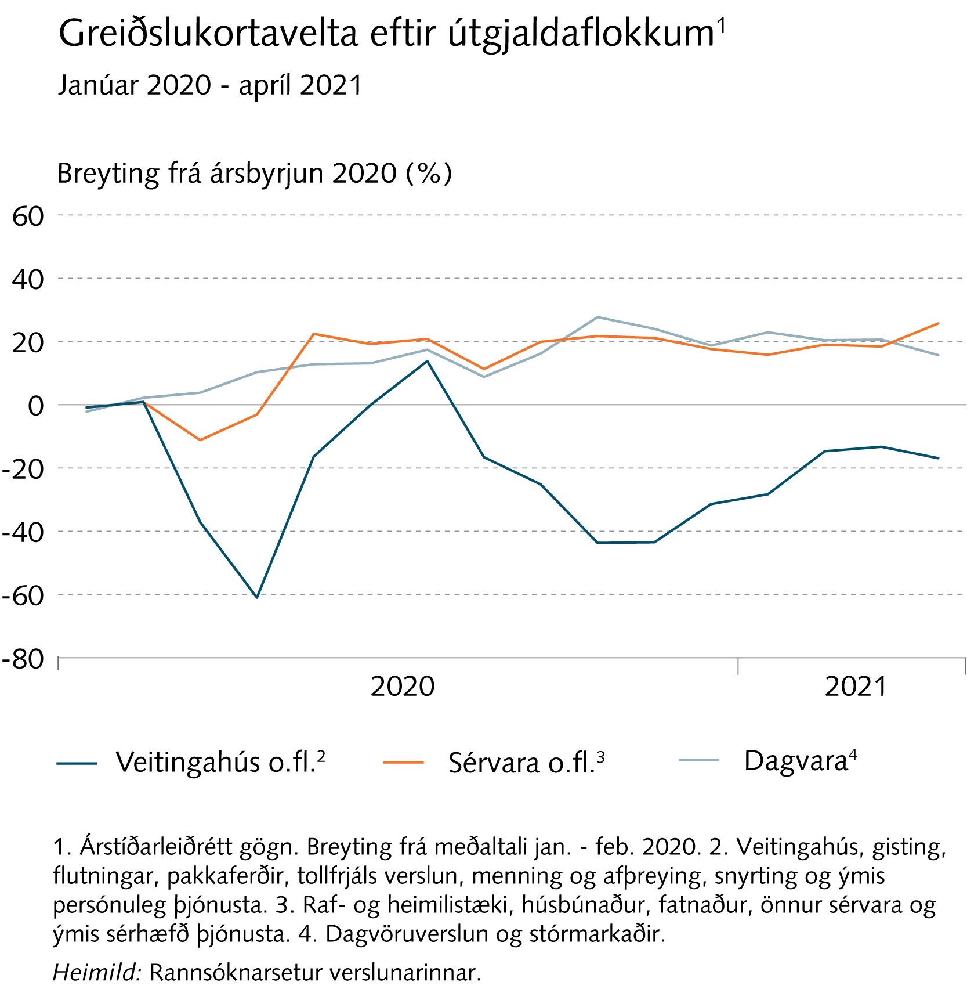 Greiðslukortavelta eftir útgjaldaflokkum¹
Janúar 2020 - apríl 2021
Breyting frá ársbyrjun 2020 (%)
60
40
20
0
-20
-40
-60
-80
2020 2021
Veitingahús o.fl.² Sérvara o.fl.³ Dagvara⁴
1. Árstíðarleiðrétt gögn. Breyting frá meðaltali jan. - feb. 2020. 2. Veitingahús, gisting,
flutningar, pakkaferðir, tollfrjáls verslun, menning og afþreying, snyrting og ýmis
persónuleg þjónusta. 3. Raf- og heimilistæki, húsbúnaður, fatnaður, önnur sérvara og
ýmis sérhæfð þjónusta. 4. Dagvöruverslun og stórmarkaðir.
Heimild: Rannsóknarsetur verslunarinnar.